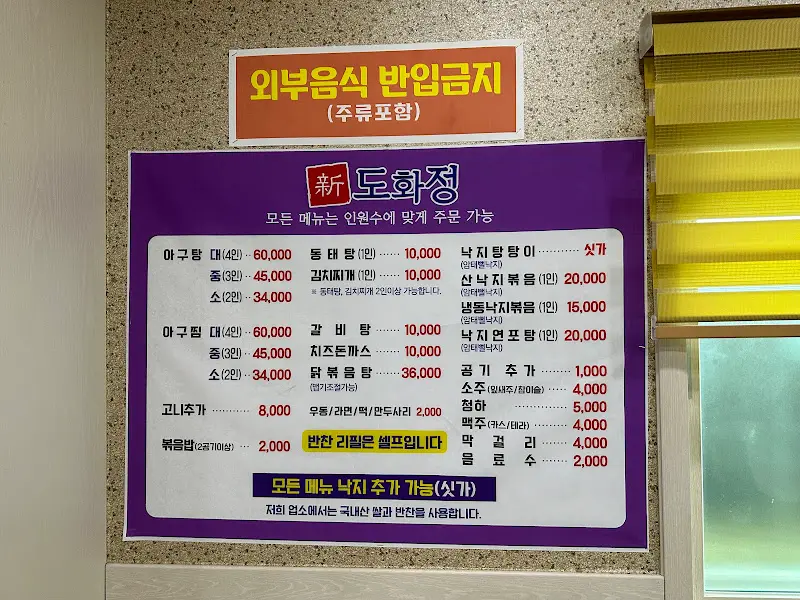 외부음식 반입금지
(주류포함)
新 도화정
모든 메뉴는 인원수에 맞게 주문 가능
아구탕 대(4인) ·· 60,000
중(3인) ·· 45,000
소(2인) ·· 34,000
아구찜 대(4인) ·· 60,000
중(3인) ·· 45,000
소(2인) ·· 34,000
고니추가 ············ 8,000
볶음밥(2공기이상) ··· 2,000
동태탕(1인) ······ 10,000
김치찌개(1인) ······ 10,000
※ 동태탕, 김치찌개 2인이상 가능합니다.
갈비탕 ······· 10,000
치즈돈까스 ······ 10,000
닭볶음탕 ······· 36,000
(맵기조절가능)
우동/라면/떡/만두사리 2,000
반찬 리필은 셀프입니다
낙지탕탕이 ··········· 싯가
(암태뻘낙지)
산낙지볶음(1인) 20,000
(암태뻘낙지)
냉동낙지볶음(1인) 15,000
(암태뻘낙지)
낙지연포탕(1인) 20,000
(암태뻘낙지)
공기추가 ······· 1,000
소주(잎새주/참이슬) ····· 4,000
청하 ············· 5,000
맥주(카스/테라) ········ 4,000
막걸리 ······· 4,000
음료수 ······· 2,000
모든 메뉴 낙지 추가 가능(싯가)
저희 업소에서는 국내산 쌀과 반찬을 사용합니다.